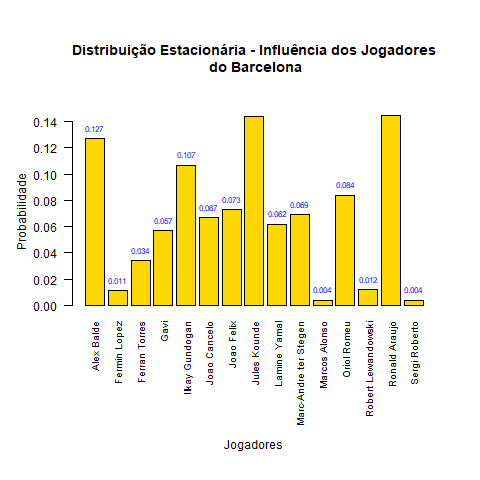 Distribuição Estacionária - Influência dos Jogadores
do Barcelona
Probabilidade
0.14
0.12
0.10
0.08
0.06
0.04
0.02
0.00
0.127
0.011
0.034
0.057
0.107
0.067
0.073
0.062
0.069
0.004
0.084
0.012
0.004
Alex Balde
Fermin Lopez
Ferran Torres
Gavi
Ilkay Gundogan
Joao Cancelo
Joao Felix
Jules Kounde
Lamine Yamal
Marc-Andre ter Stegen
Marcos Alonso
Oriol Romeu
Robert Lewandowski
Ronald Araujo
Sergi Roberto
Jogadores